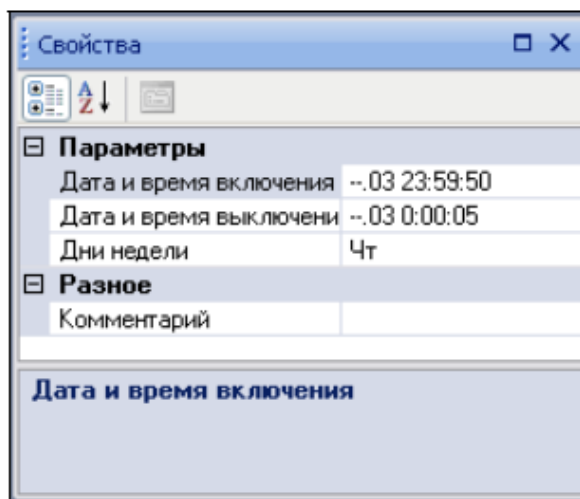 Свойства
Параметры
Дата и время включения --.03 23:59:50
Дата и время выключени --.03 0:00:05
Дни недели Чт
Разное
Комментарий
Дата и время включения